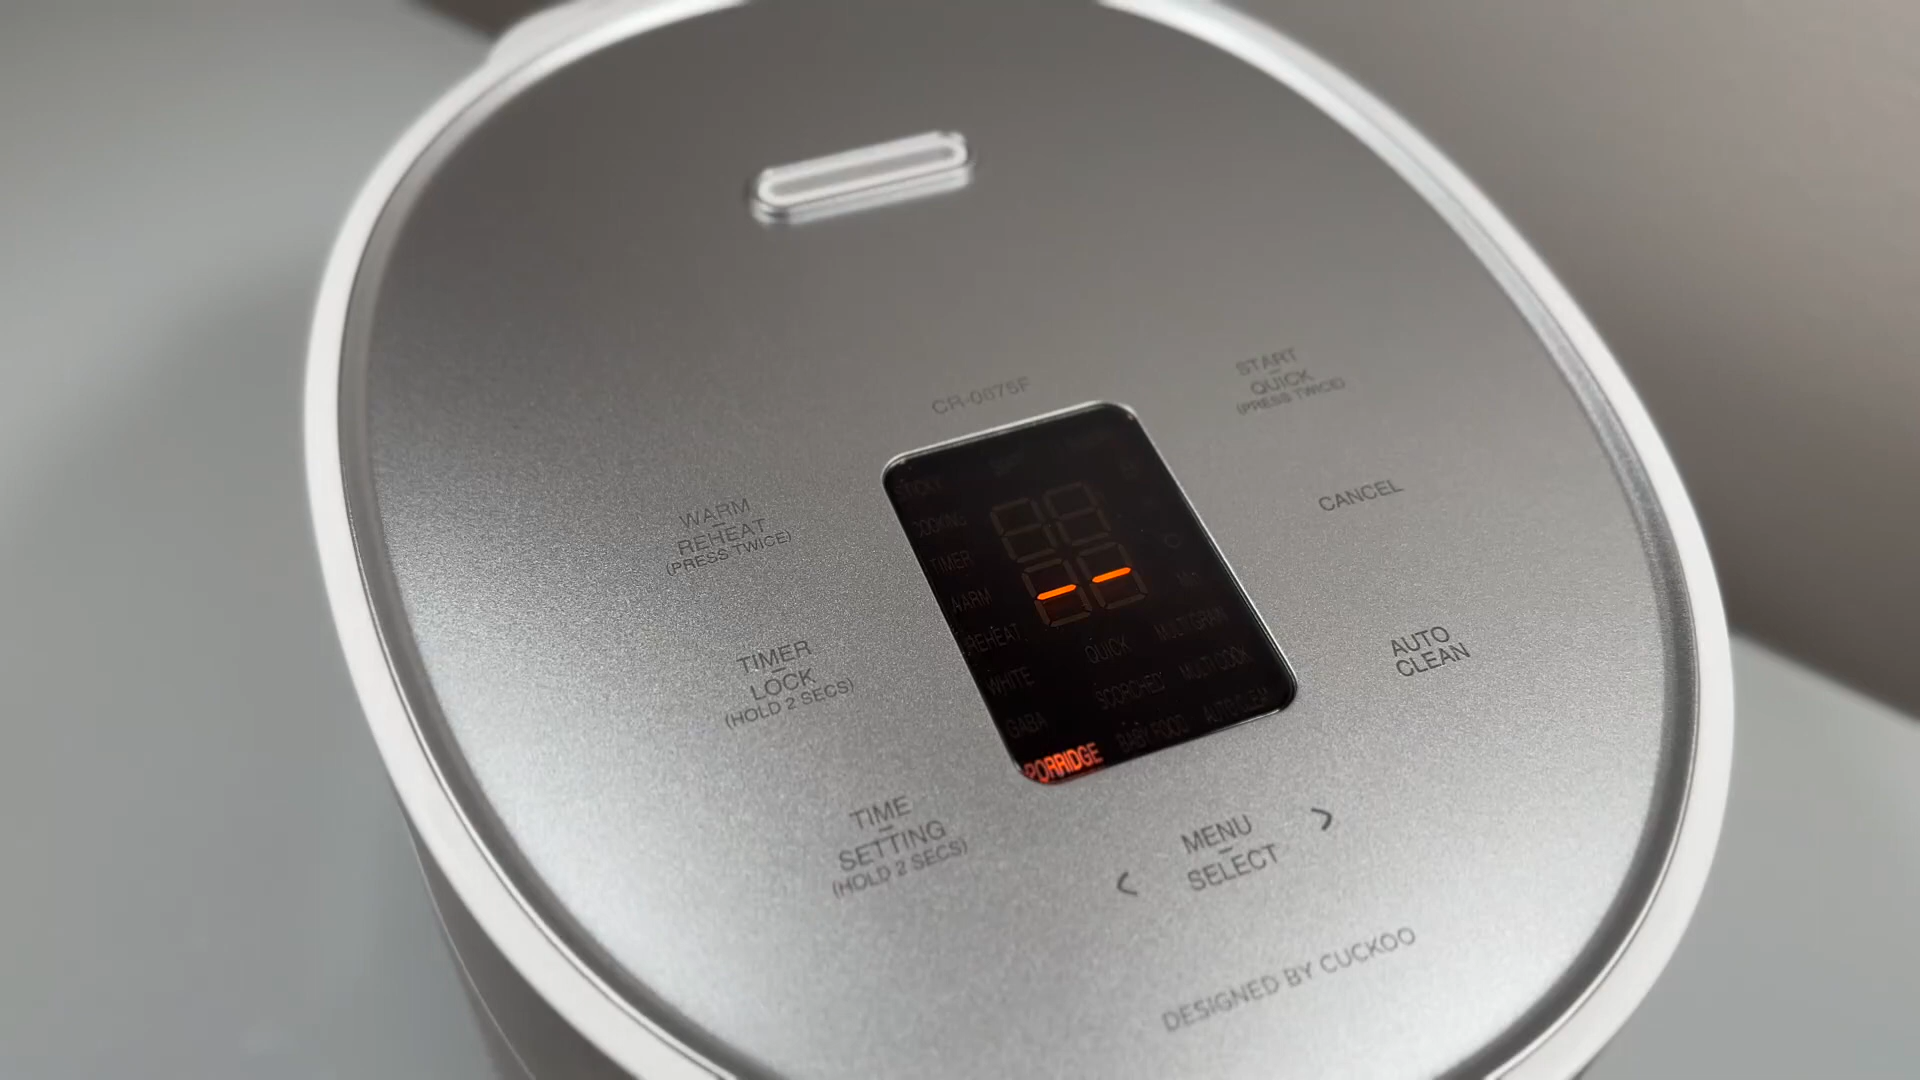 CR-0675F
START
QUICK
(PRESS TWICE)
CANCEL
AUTO
CLEAN
WARM
REHEAT
(PRESS TWICE)
TIMER
LOCK
(HOLD 2 SECS)
TIME
SETTING
(HOLD 2 SECS)
STICKY
COOKING
TIMER
WARM
REHEAT
WHITE
GABA
PORRIDGE
QUICK
SCORCHED
BABY FOOD
MULTIGRAIN
MULTI COOK
AUTO CLEAN
< MENU >
SELECT
DESIGNED BY CUCKOO